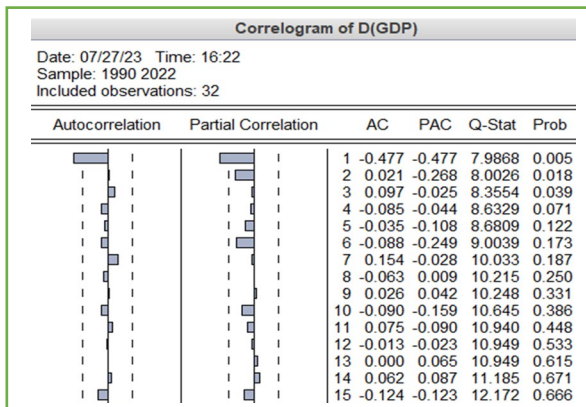 Correlogram of D(GDP)
Date: 07/27/23 Time: 16:22
Sample: 1990 2022
Included observations: 32
Autocorrelation Partial Correlation AC PAC Q-Stat Prob
1 -0.477 -0.477 7.9868 0.005
2 0.021 -0.268 8.0026 0.018
3 0.097 -0.025 8.3554 0.039
4 -0.085 -0.044 8.6329 0.071
5 -0.035 -0.108 8.6809 0.122
6 -0.088 -0.249 9.0039 0.173
7 0.154 -0.028 10.033 0.187
8 -0.063 0.009 10.215 0.250
9 0.026 0.042 10.248 0.331
10 -0.090 -0.159 10.645 0.386
11 0.075 -0.090 10.940 0.448
12 -0.013 -0.023 10.949 0.533
13 0.000 0.065 10.949 0.615
14 0.062 0.087 11.185 0.671
15 -0.124 -0.123 12.172 0.666